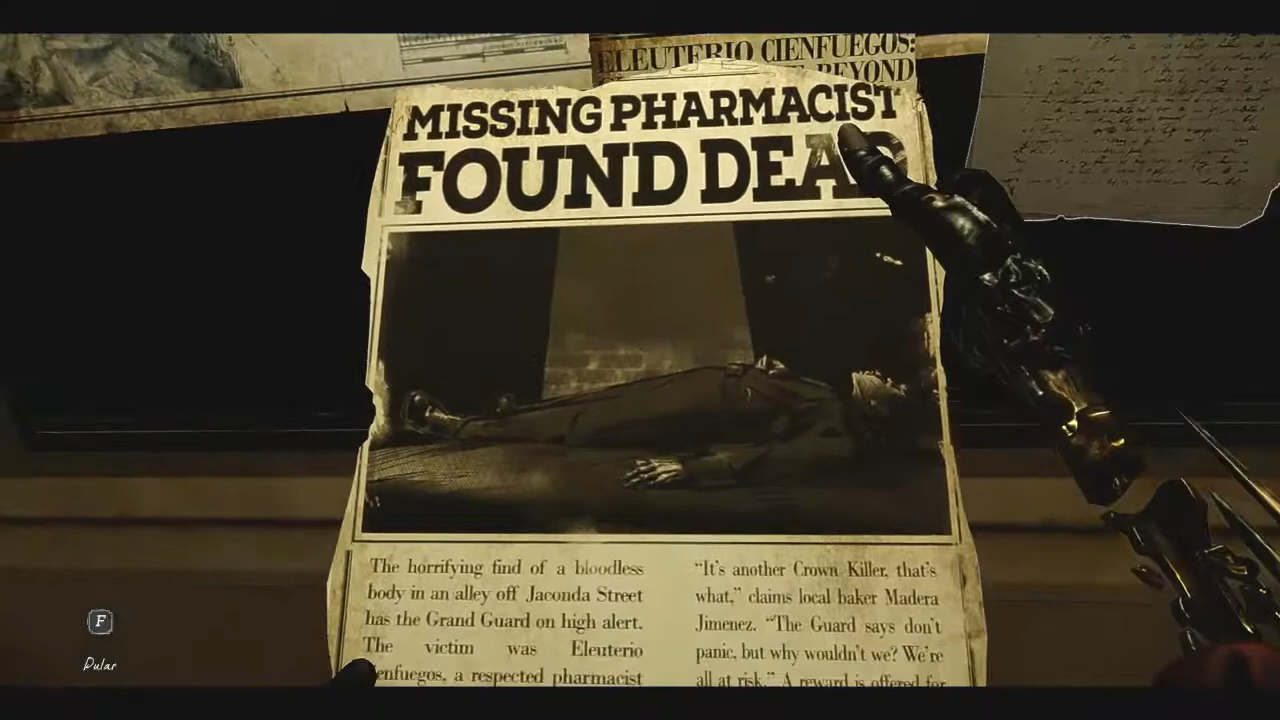 ELEUTERIO CIENFUEGOS:
BEYOND
MISSING PHARMACIST
FOUND DEAD
The horrifying find of a bloodless
body in an alley off Jaconda Street
has the Grand Guard on high alert.
The victim was Eleuterio
enfuegos, a respected pharmacist
“It’s another Crown Killer, that’s
what,” claims local baker Madera
Jimenez. “The Guard says don’t
panic, but why wouldn’t we? We’re
all at risk.” A reward is offered for
F
Dular